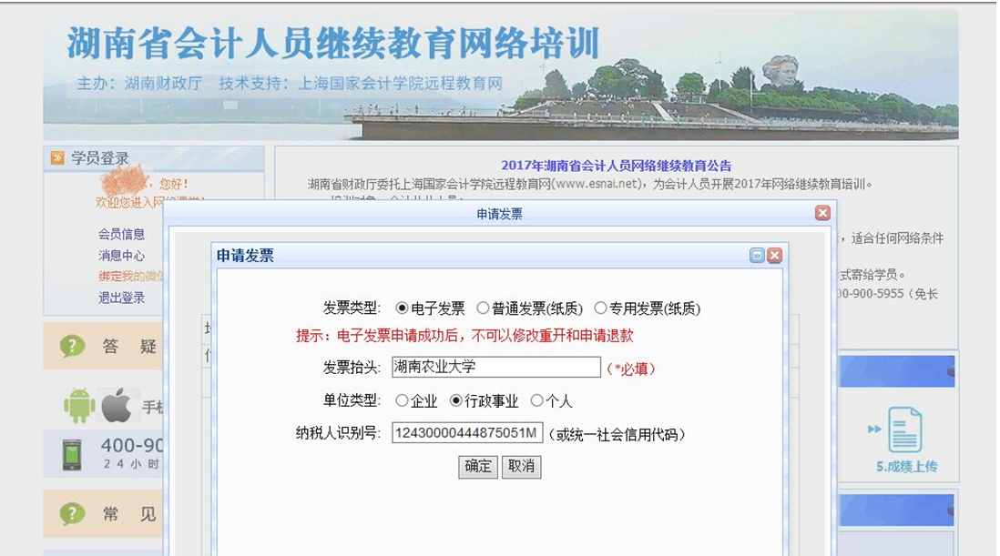 湖南省会计人员继续教育网络培训
主办：湖南财政厅 技术支持：上海国家会计学院远程教育网
学员登录
，您好！
欢迎您进入网络课堂！
会员信息
消息中心
绑定我的微信
退出登录
答 疑
手机
400-90
24小时
常 见
2017年湖南省会计人员网络继续教育公告
湖南省财政厅委托上海国家会计学院远程教育网(www.esnai.net)，为会计人员开展2017年网络继续教育培训。
，适合任何网络条件
式寄给学员。
00-900-5955（免长
申请发票
申请发票
发票类型: 电子发票 普通发票(纸质) 专用发票(纸质)
提示：电子发票申请成功后，不可以修改重开和申请退款
发票抬头: 湖南农业大学 (*必填)
单位类型: 企业 行政事业 个人
纳税人识别号: 12430000444875051M (或统一社会信用代码)
确定 取消
5.成绩上传